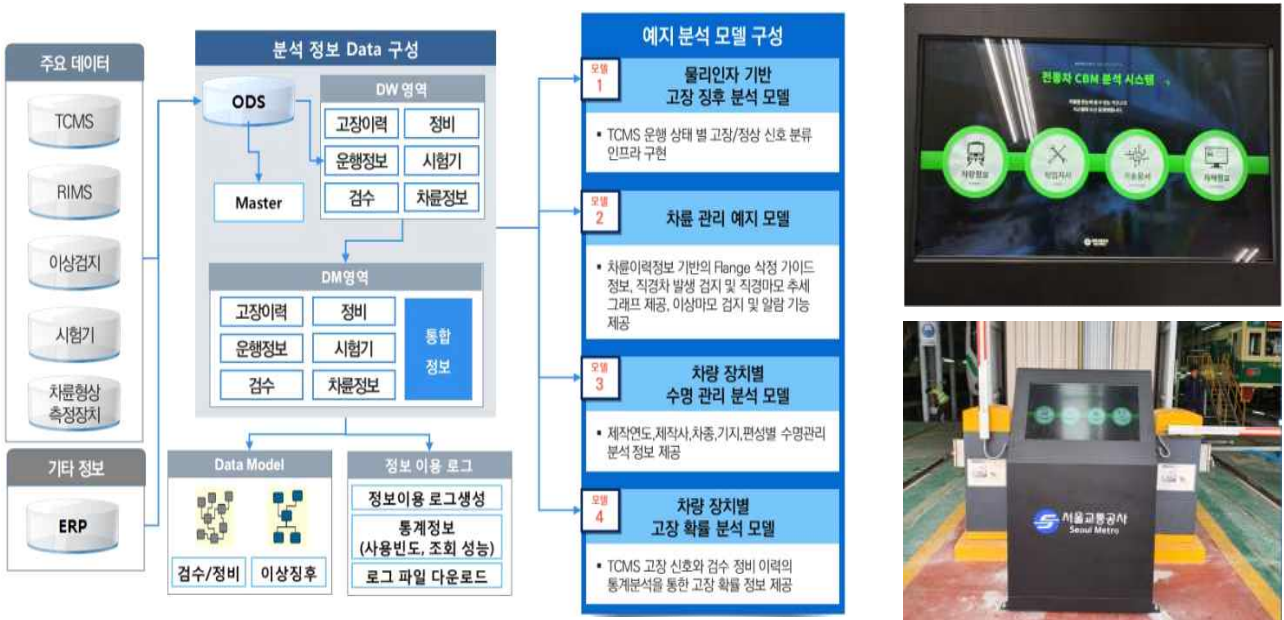 주요 데이터
TCMS
RIMS
이상검지
시험기
차륜형상
측정장치
기타 정보
ERP
분석 정보 Data 구성
ODS
Master
DW 영역
고장이력
정비
운행정보
시험기
검수
차륜정보
DM영역
고장이력
정비
운행정보
시험기
검수
차륜정보
통합
정보
Data Model
검수/정비
이상징후
정보 이용 로그
정보이용 로그생성
통계정보
(사용빈도, 조회 성능)
로그 파일 다운로드
예지 분석 모델 구성
모델
1
물리인자 기반
고장 징후 분석 모델
▪ TCMS 운행 상태 별 고장/정상 신호 분류
인프라 구현
모델
2
차륜 관리 예지 모델
▪ 차륜이력정보 기반의 Flange 삭정 가이드
정보, 직경차 발생 검지 및 직경마모 추세
그래프 제공, 이상마모 검지 및 알람 기능
제공
모델
3
차량 장치별
수명 관리 분석 모델
▪ 제작연도,제작사,차종,기지,편성별 수명관리
분석 정보 제공
모델
4
차량 장치별
고장 확률 분석 모델
▪ TCMS 고장 신호와 검수 정비 이력의
통계분석을 통한 고장 확률 정보 제공
전동차 CBM 분석 시스템
차량정보
작업지시
기술문서
자재정보
서울교통공사
Seoul Metro